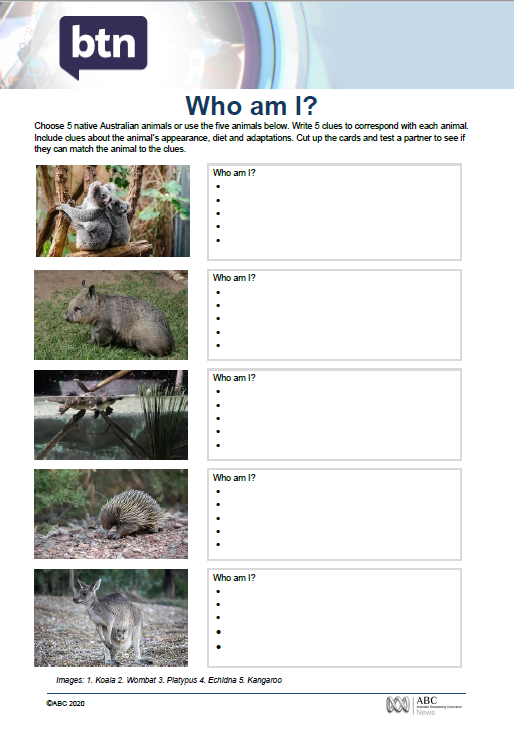 btn
Who am I?
Choose 5 native Australian animals or use the five animals below. Write 5 clues to correspond with each animal.
Include clues about the animal's appearance, diet and adaptations. Cut up the cards and test a partner to see if
they can match the animal to the clues.
Who am I?
•
•
•
•
•
Who am I?
•
•
•
•
•
Who am I?
•
•
•
•
•
Who am I?
•
•
•
•
•
Who am I?
•
•
•
•
•
Images: 1. Koala 2. Wombat 3. Platypus 4. Echidna 5. Kangaroo
©ABC 2020
ABC
Australian Broadcasting Corporation
News